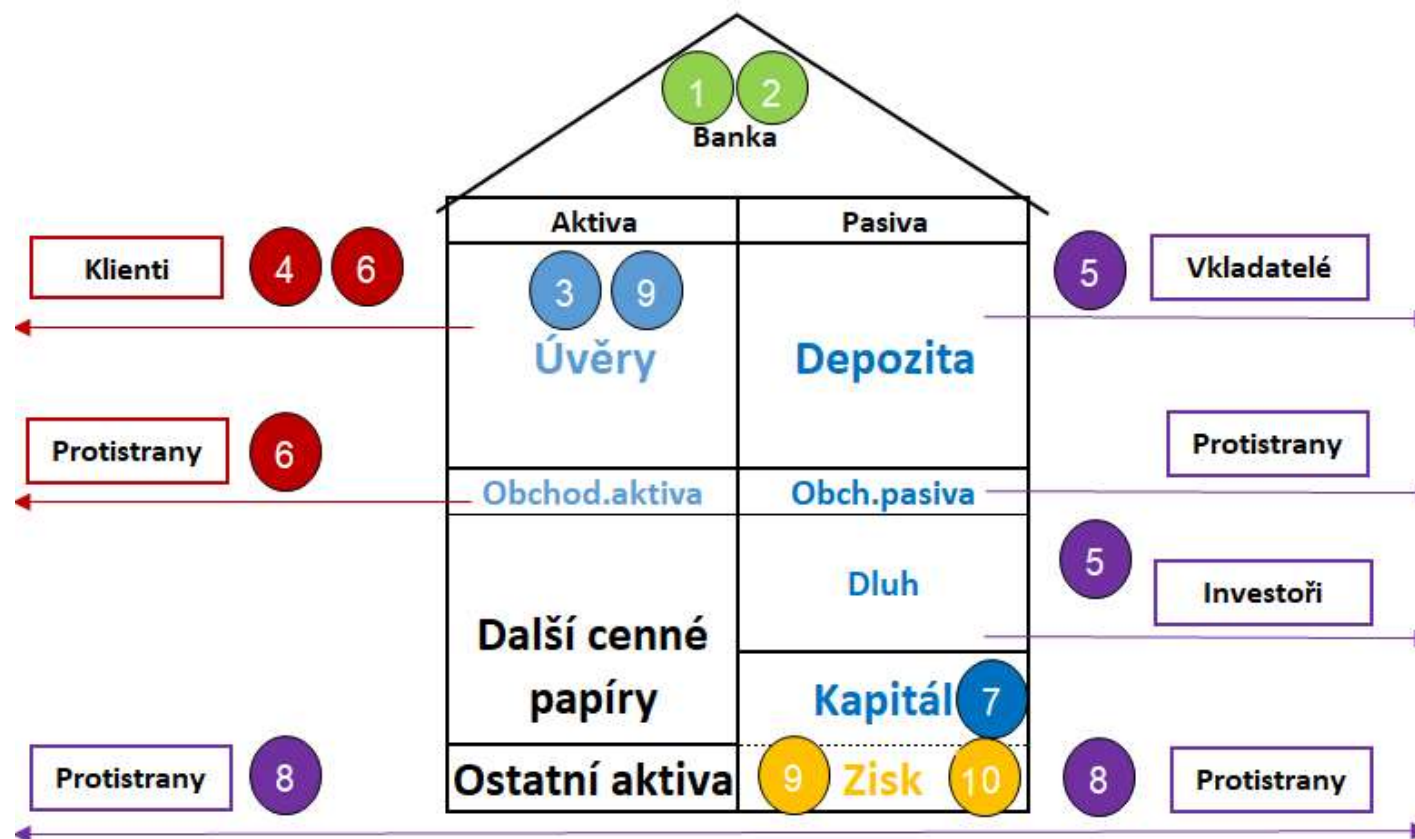 1 2
Banka
Aktiva Pasiva
Klienti 4 6 3 9 5 Vkladatelé
Úvěry Depozita
Protistrany 6 Protistrany
Obchod.aktiva Obch.pasiva
5
Dluh Investoři
Další cenné
papíry Kapitál 7
Protistrany 8 Ostatní aktiva 9 Zisk 10 8 Protistrany